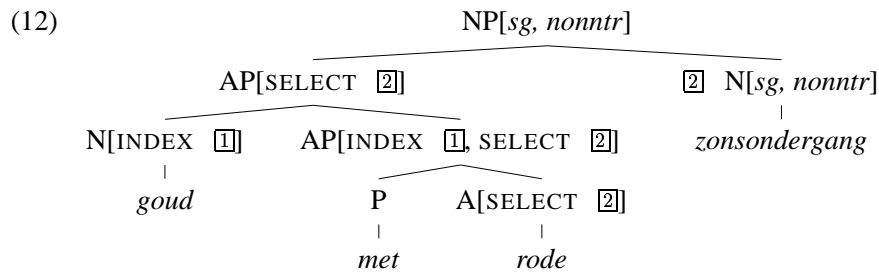 (12) NP[sg, nonntr]
AP[SELECT 2] 2 N[sg, nonntr]
N[INDEX 1] AP[INDEX 1, SELECT 2] zonsondergang
goud P A[SELECT 2]
met rode